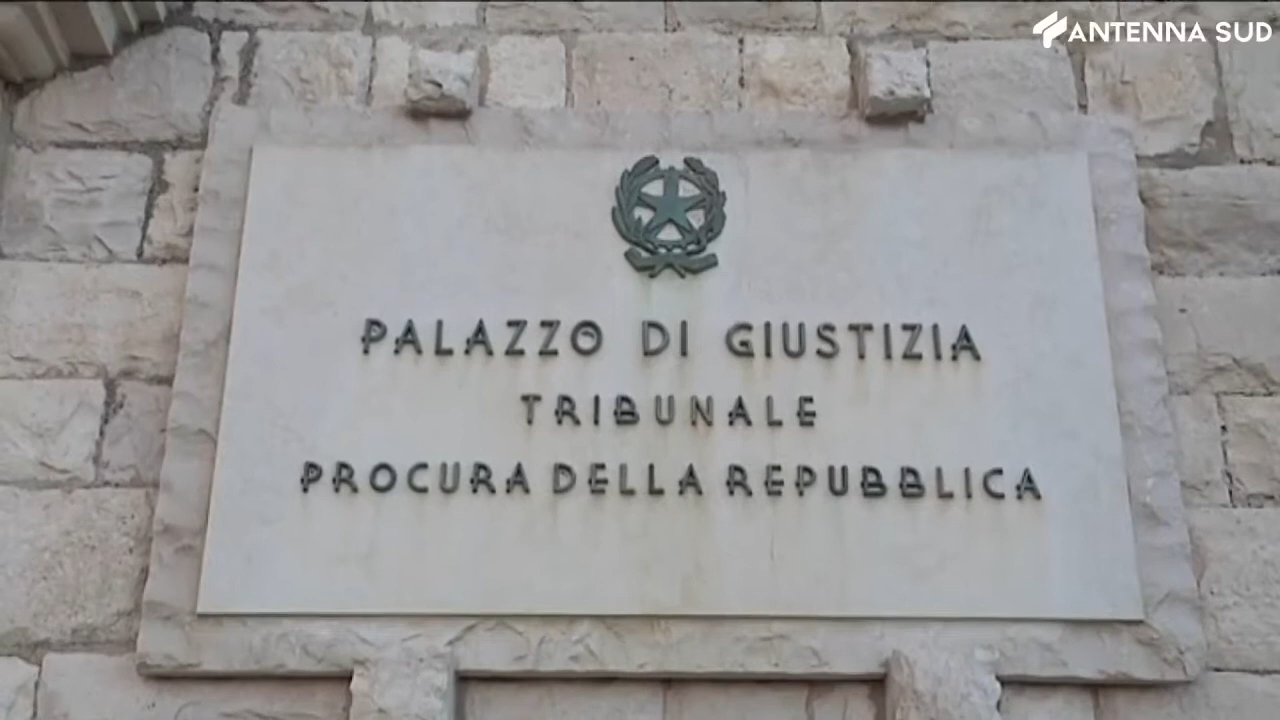 ANTENNA SUD
PALAZZO DI GIUSTIZIA
TRIBUNALE
PROCURA DELLA REPUBBLICA